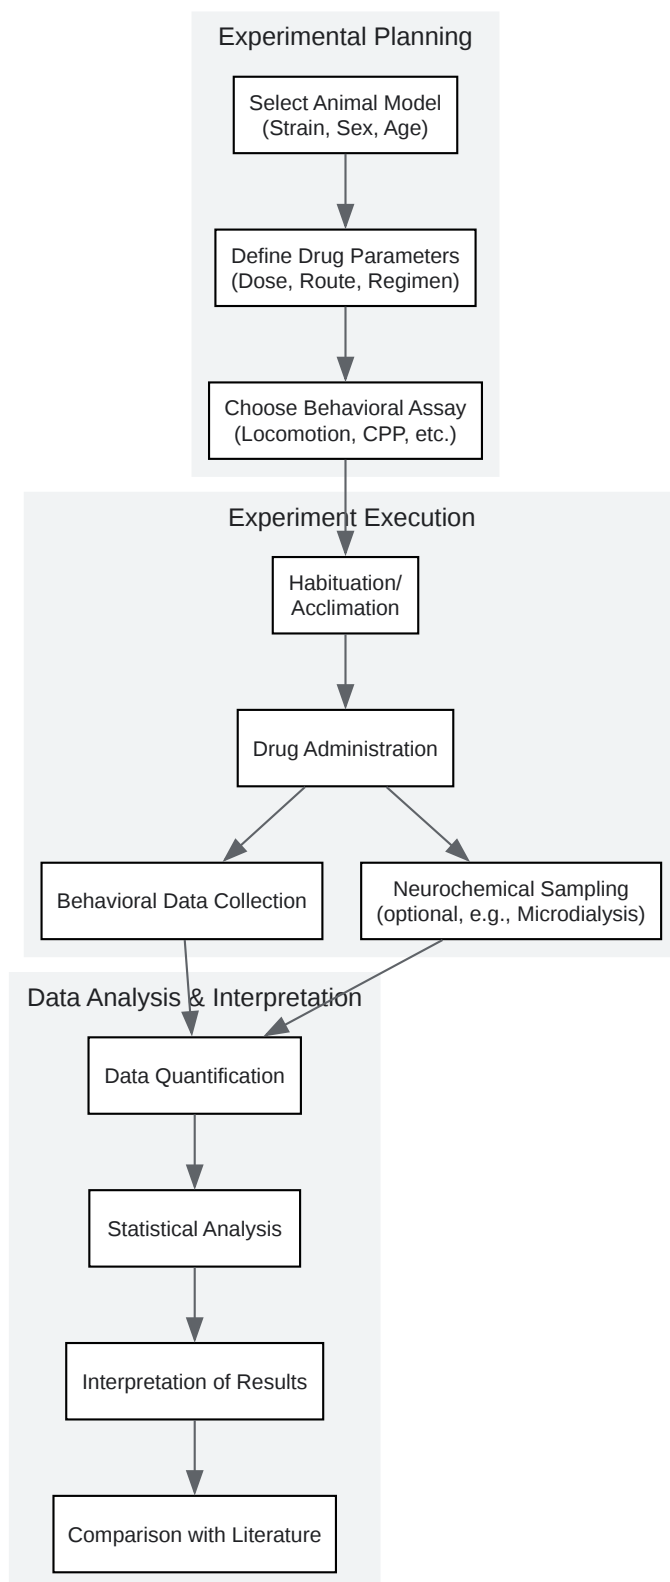 Experimental Planning
Select Animal Model
(Strain, Sex, Age)
Define Drug Parameters
(Dose, Route, Regimen)
Choose Behavioral Assay
(Locomotion, CPP, etc.)
Experiment Execution
Habituation/
Acclimation
Drug Administration
Behavioral Data Collection
Neurochemical Sampling
(optional, e.g., Microdialysis)
Data Analysis & Interpretation
Data Quantification
Statistical Analysis
Interpretation of Results
Comparison with Literature